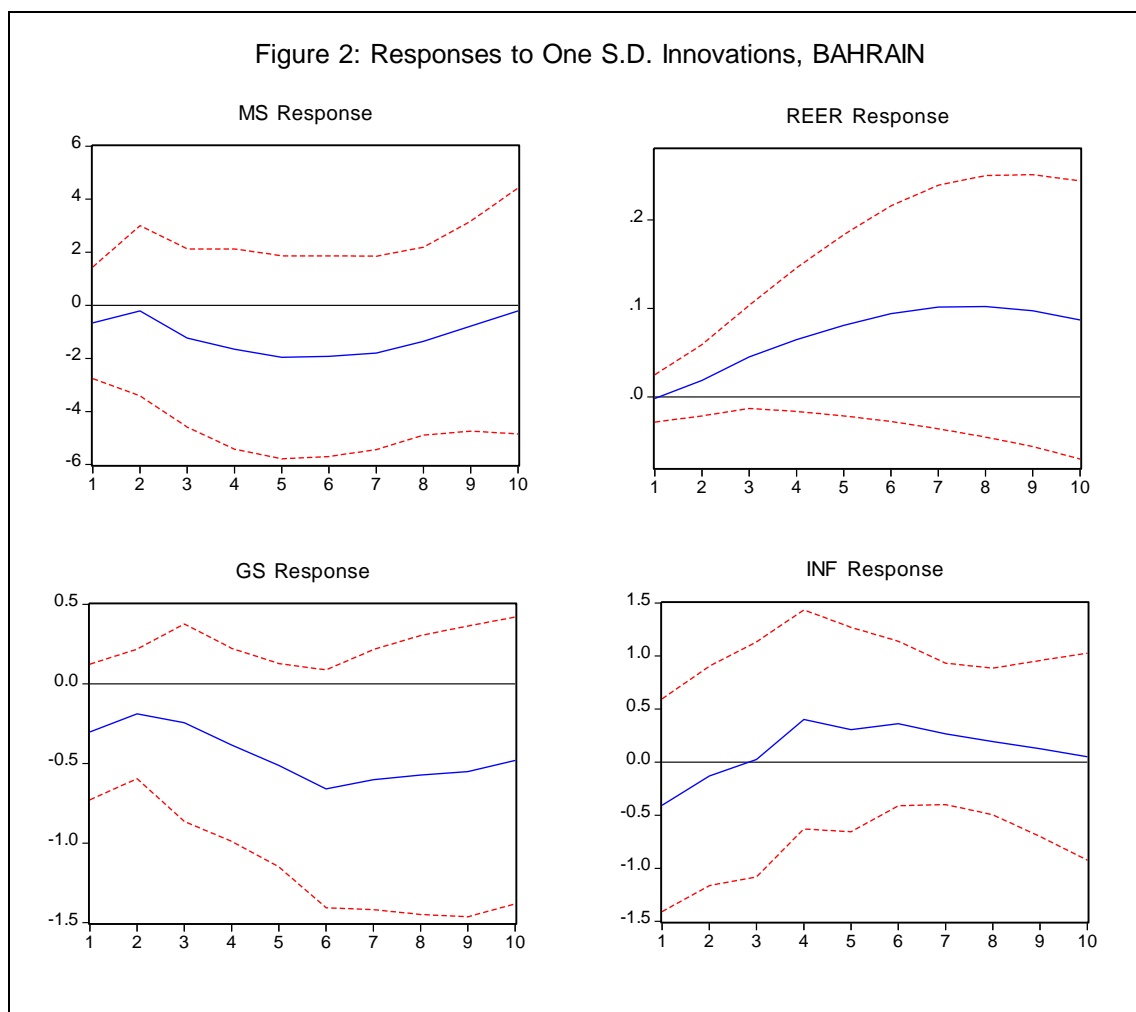 Figure 2: Responses to One S.D. Innovations, BAHRAIN
MS Response
6
4
2
0
-2
-4
-6
1 2 3 4 5 6 7 8 9 10
REER Response
.2
.1
.0
1 2 3 4 5 6 7 8 9 10
GS Response
0.5
0.0
-0.5
-1.0
-1.5
1 2 3 4 5 6 7 8 9 10
INF Response
1.5
1.0
0.5
0.0
-0.5
-1.0
-1.5
1 2 3 4 5 6 7 8 9 10